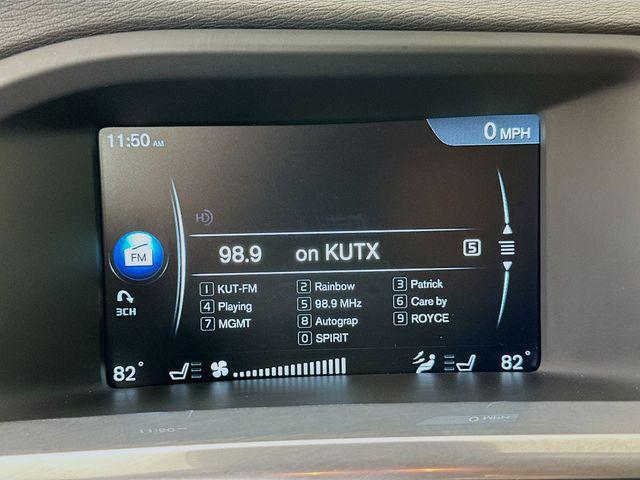 11:50 AM
0 MPH
HD
98.9 on KUTX 5
FM
1 KUT-FM 2 Rainbow 3 Patrick
4 Playing 5 98.9 MHz 6 Care by
7 MGMT 8 Autograp 9 ROYCE
0 SPIRIT
3CH
82° 82°